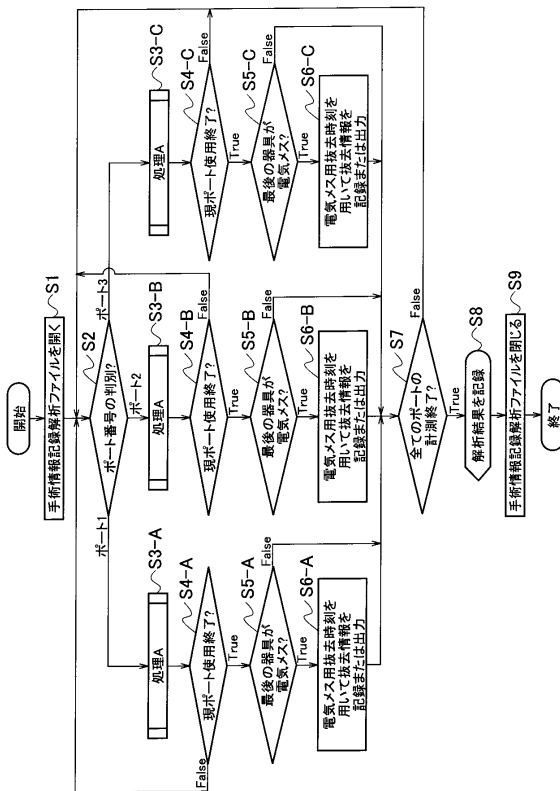 開始
手術情報記録解析ファイルを開く
S1
S2
ポート番号の判別?
ポート1
ポート2
ポート3
S3-A
処理A
S4-A
現ポート使用終了?
False
True
S5-A
最後の器具が
電気メス?
False
True
S6-A
電気メス用抜去時刻を
用いて抜去情報を
記録または出力
S3-B
処理A
S4-B
現ポート使用終了?
False
True
S5-B
最後の器具が
電気メス?
False
True
S6-B
電気メス用抜去時刻を
用いて抜去情報を
記録または出力
S3-C
処理A
S4-C
現ポート使用終了?
False
True
S5-C
最後の器具が
電気メス?
False
True
S6-C
電気メス用抜去時刻を
用いて抜去情報を
記録または出力
S7
全てのポートの
計測終了?
False
True
S8
解析結果を記録
S9
手術情報記録解析ファイルを閉じる
終了